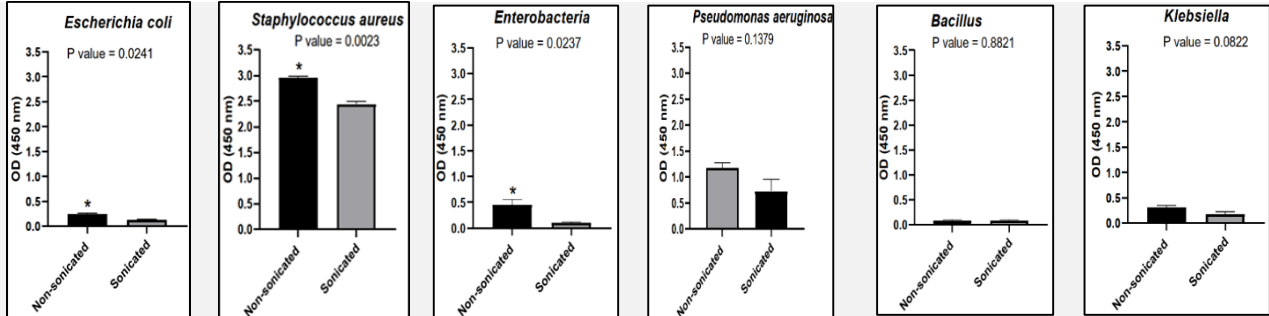 Escherichia coli
P value = 0.0241
OD (450 nm)
3.5
3.0
2.5
2.0
1.5
1.0
0.5
0.0
*
Non-sonicated
Sonicated
Staphylococcus aureus
P value = 0.0023
OD (450 nm)
3.5
3.0
2.5
2.0
1.5
1.0
0.5
0.0
*
Non-sonicated
Sonicated
Enterobacteria
P value = 0.0237
OD (450 nm)
3.5
3.0
2.5
2.0
1.5
1.0
0.5
0.0
*
Non-sonicated
Sonicated
Pseudomonas aeruginosa
P value = 0.1379
OD (450 nm)
3.5
3.0
2.5
2.0
1.5
1.0
0.5
0.0
Non-sonicated
Sonicated
Bacillus
P value = 0.8821
OD (450 nm)
3.5
3.0
2.5
2.0
1.5
1.0
0.5
0.0
Non-sonicated
Sonicated
Klebsiella
P value = 0.0822
OD (450 nm)
3.5
3.0
2.5
2.0
1.5
1.0
0.5
0.0
Non-sonicated
Sonicated